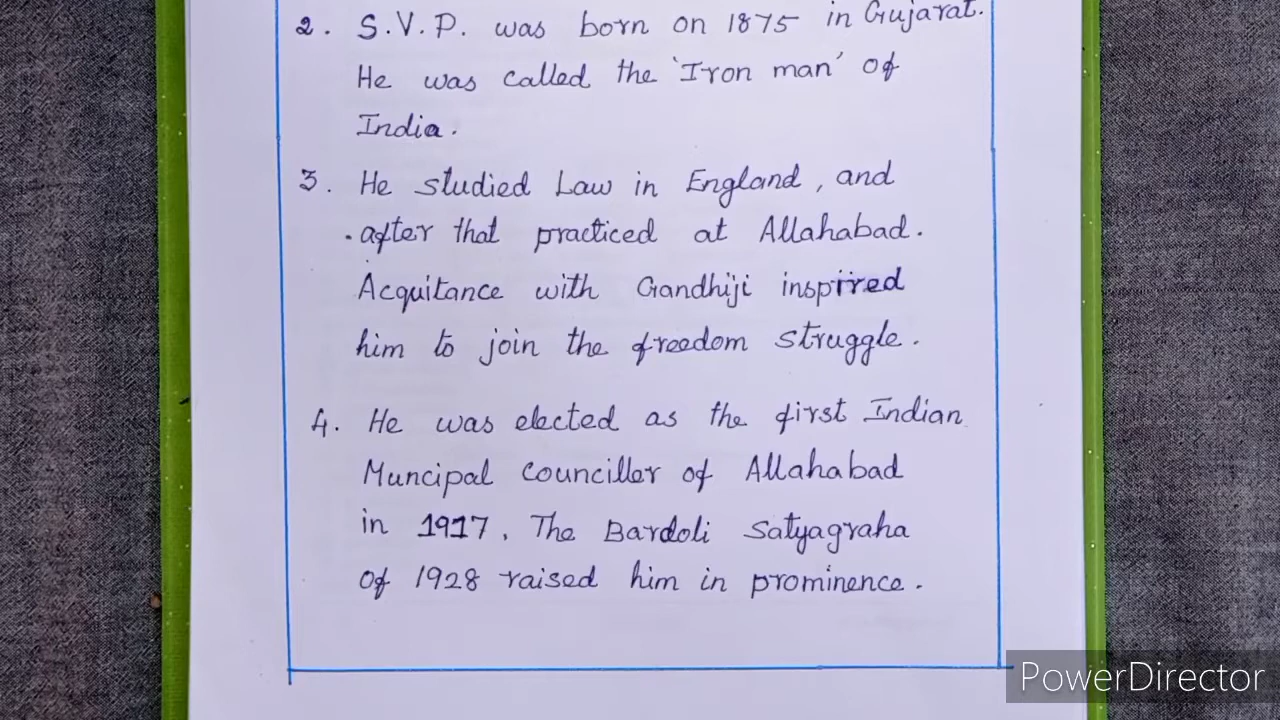 2. S.V.P. was born on 1875 in Gujarat.
He was called the 'Iron man' of
India.
3. He studied Law in England, and
after that practiced at Allahabad.
Acquitance with Gandhiji inspired
him to join the freedom struggle.
4. He was elected as the first Indian
Muncipal Counciller of Allahabad
in 1917. The Bardoli Satyagraha
of 1928 raised him in prominence.
PowerDirector